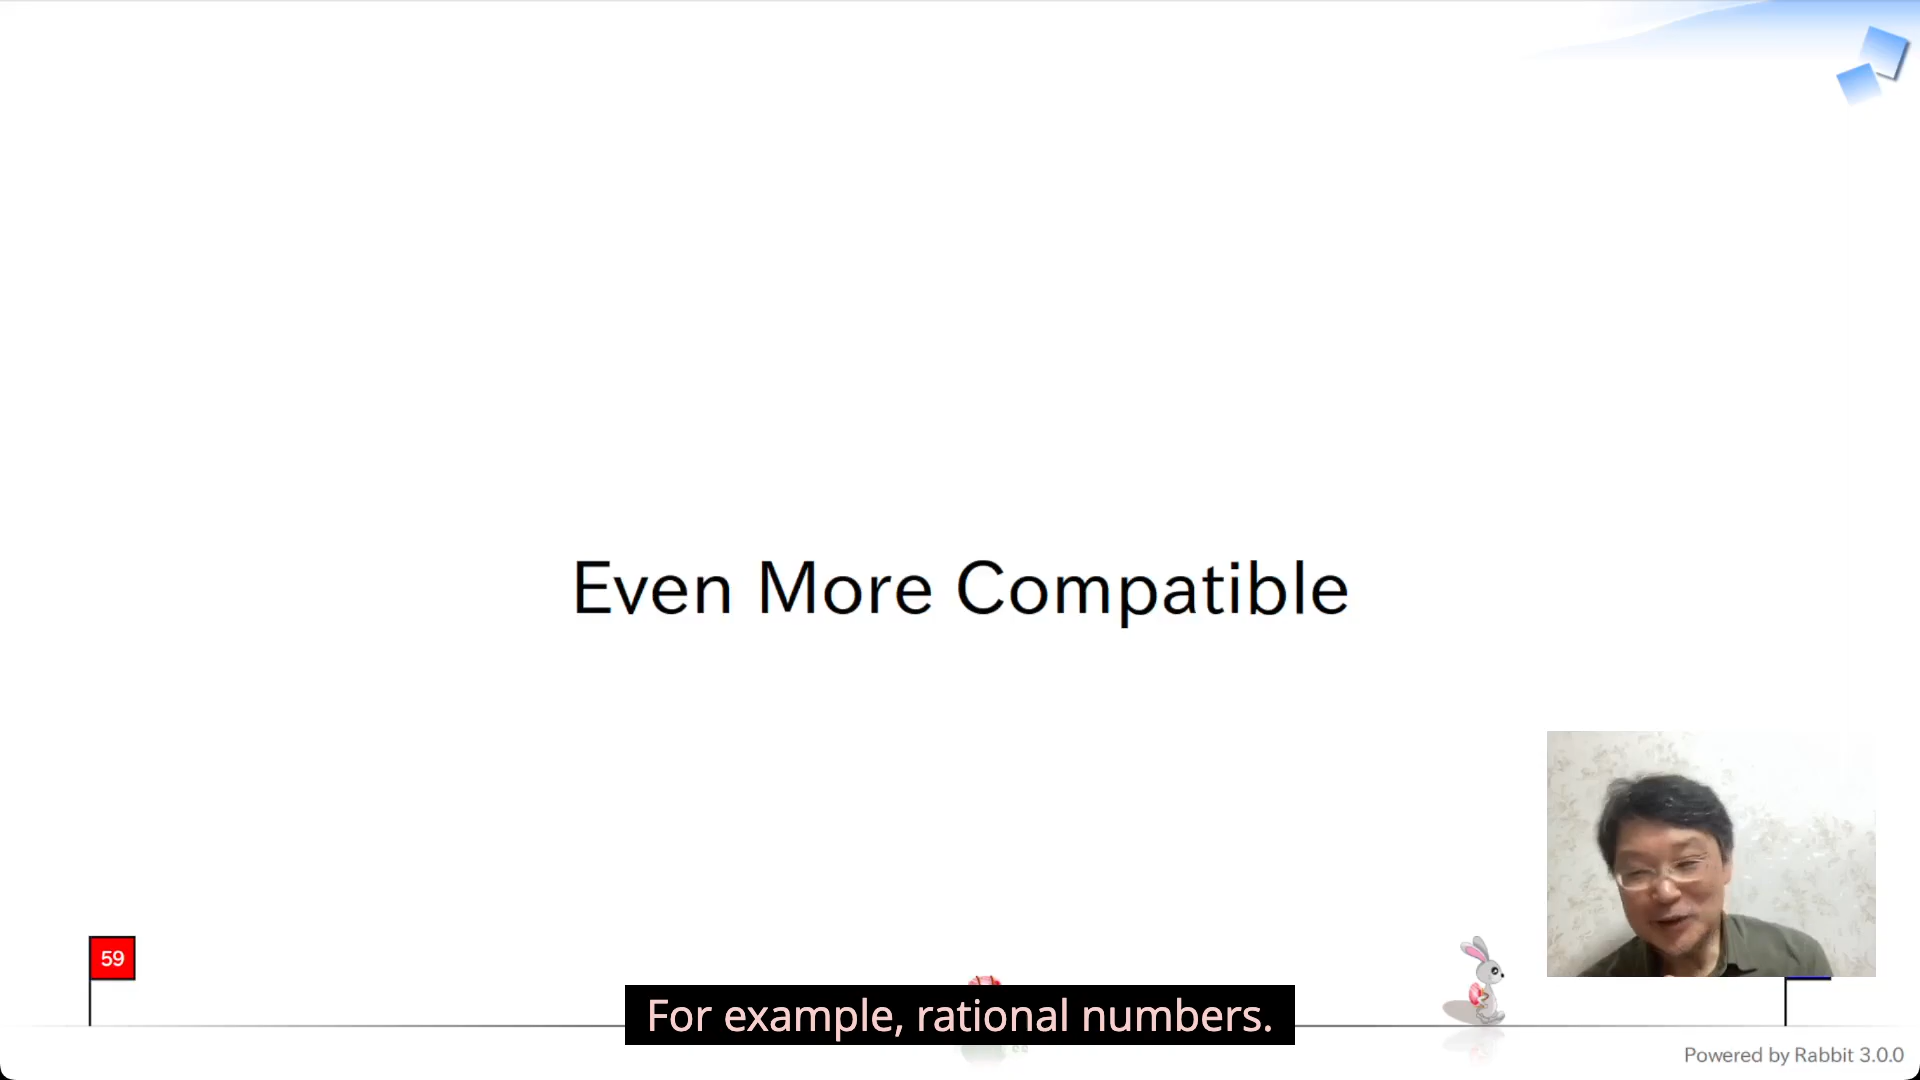 Even More Compatible
59
For example, rational numbers.
Powered by Rabbit 3.0.0